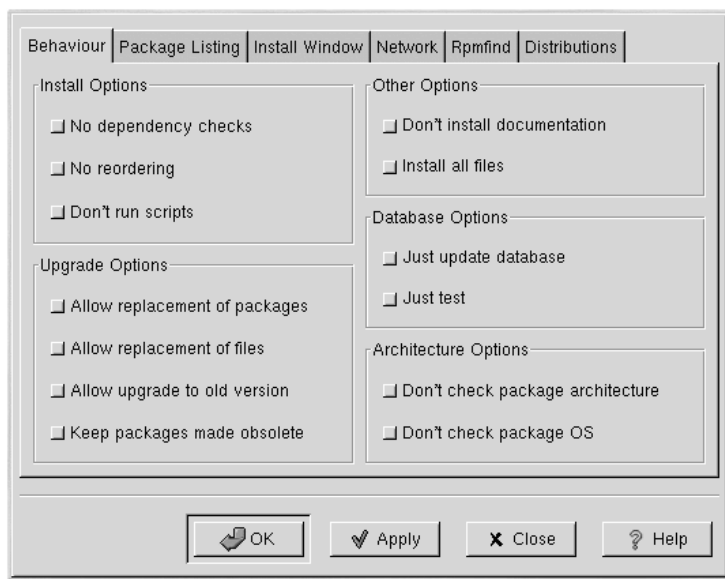 Behaviour
Package Listing
Install Window
Network
Rpmfind
Distributions
Install Options
No dependency checks
No reordering
Don't run scripts
Upgrade Options
Allow replacement of packages
Allow replacement of files
Allow upgrade to old version
Keep packages made obsolete
Other Options
Don't install documentation
Install all files
Database Options
Just update database
Just test
Architecture Options
Don't check package architecture
Don't check package OS
OK
Apply
Close
Help